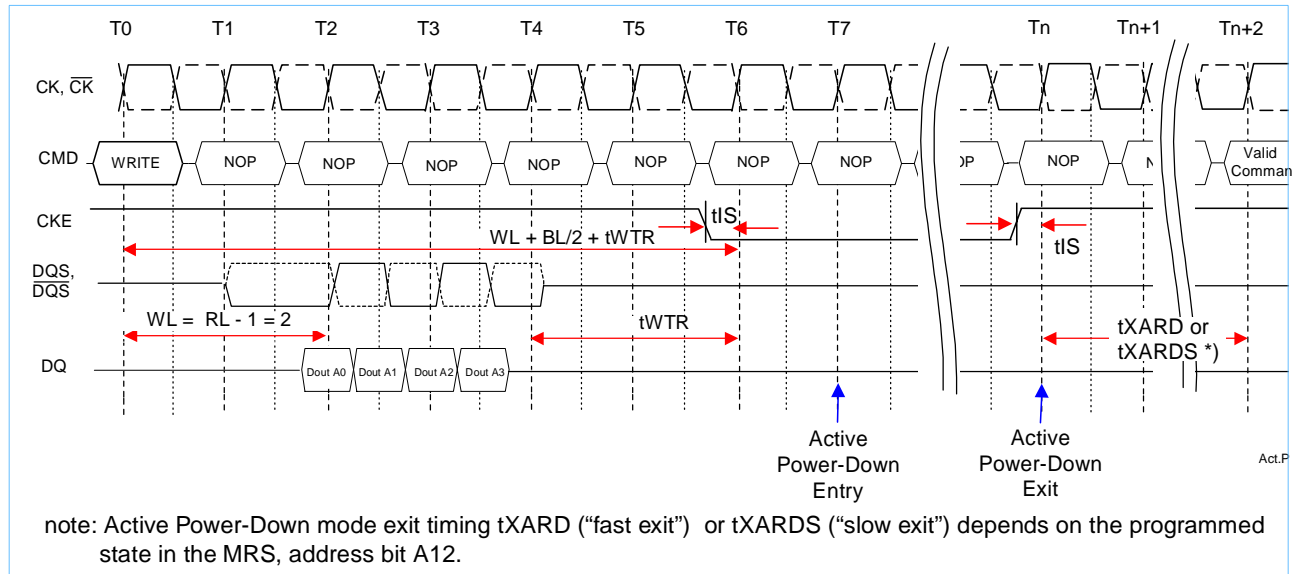 T0 T1 T2 T3 T4 T5 T6 T7 Tn Tn+1 Tn+2
CK, CK
CMD WRITE NOP NOP NOP NOP NOP NOP NOP OP NOP N Valid
Comman
CKE tIS
WL + BL/2 + tWTR tIS
DQS,
DQS
WL = RL - 1 = 2 tWTR tXARD or
tXARDS *)
DQ Dout A0 Dout A1 Dout A2 Dout A3
Active
Power-Down
Entry
Active
Power-Down
Exit
Act.P
note: Active Power-Down mode exit timing tXARD (“fast exit”) or tXARDS (“slow exit”) depends on the programmed
state in the MRS, address bit A12.